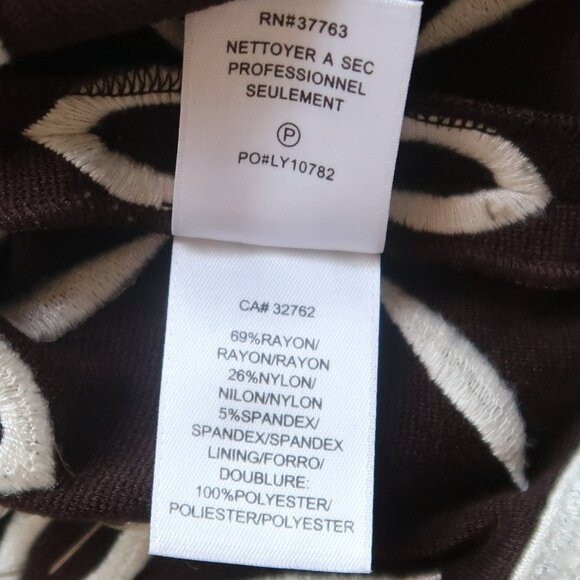 RN#37763
NETTOYER A SEC
PROFESSIONNEL
SEULEMENT
P
PO#LY10782
CA# 32762
69%RAYON/
RAYON/RAYON
26%NYLON/
NILON/NYLON
5%SPANDEX/
SPANDEX/SPANDEX
LINING/FORRO/
DOUBLURE:
100%POLYESTER/
POLIESTER/POLYESTER